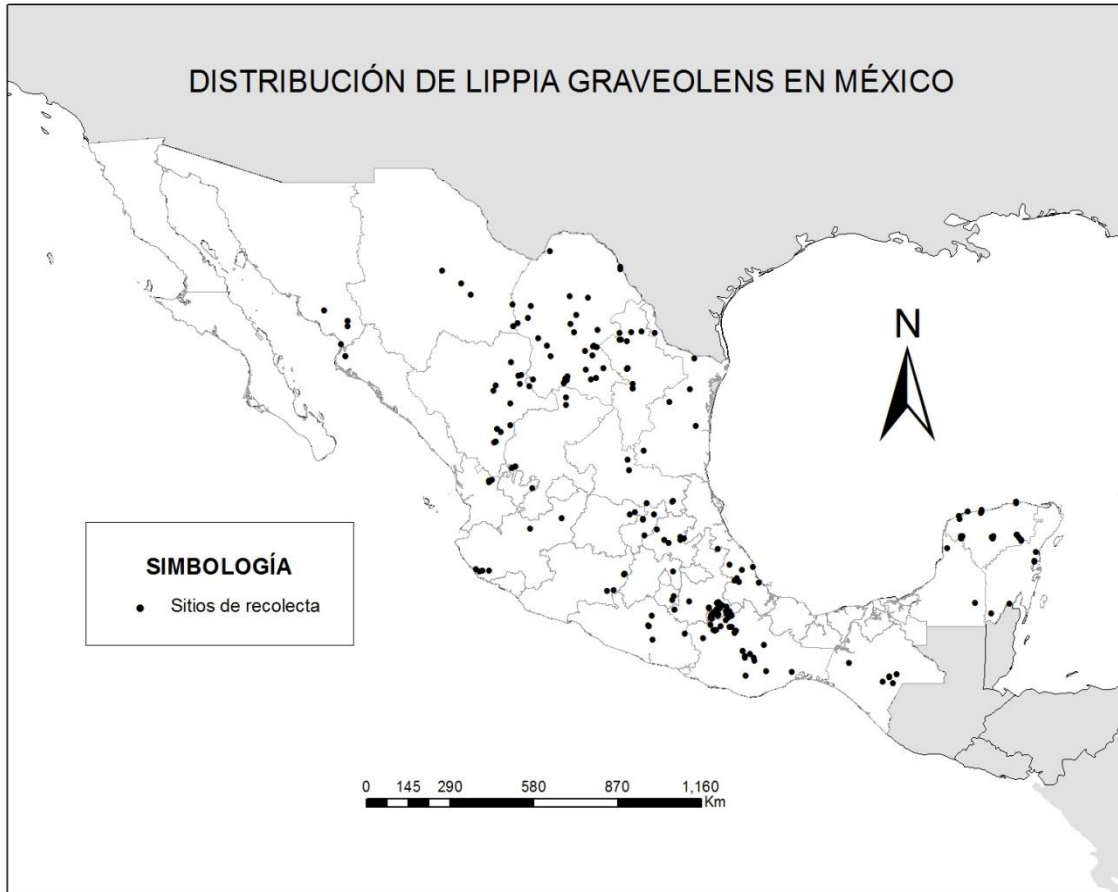 DISTRIBUCIÓN DE LIPPIA GRAVEOLENS EN MÉXICO
N
SIMBOLOGÍA
Sitios de recolecta
0 145 290 580 870 1,160
Km